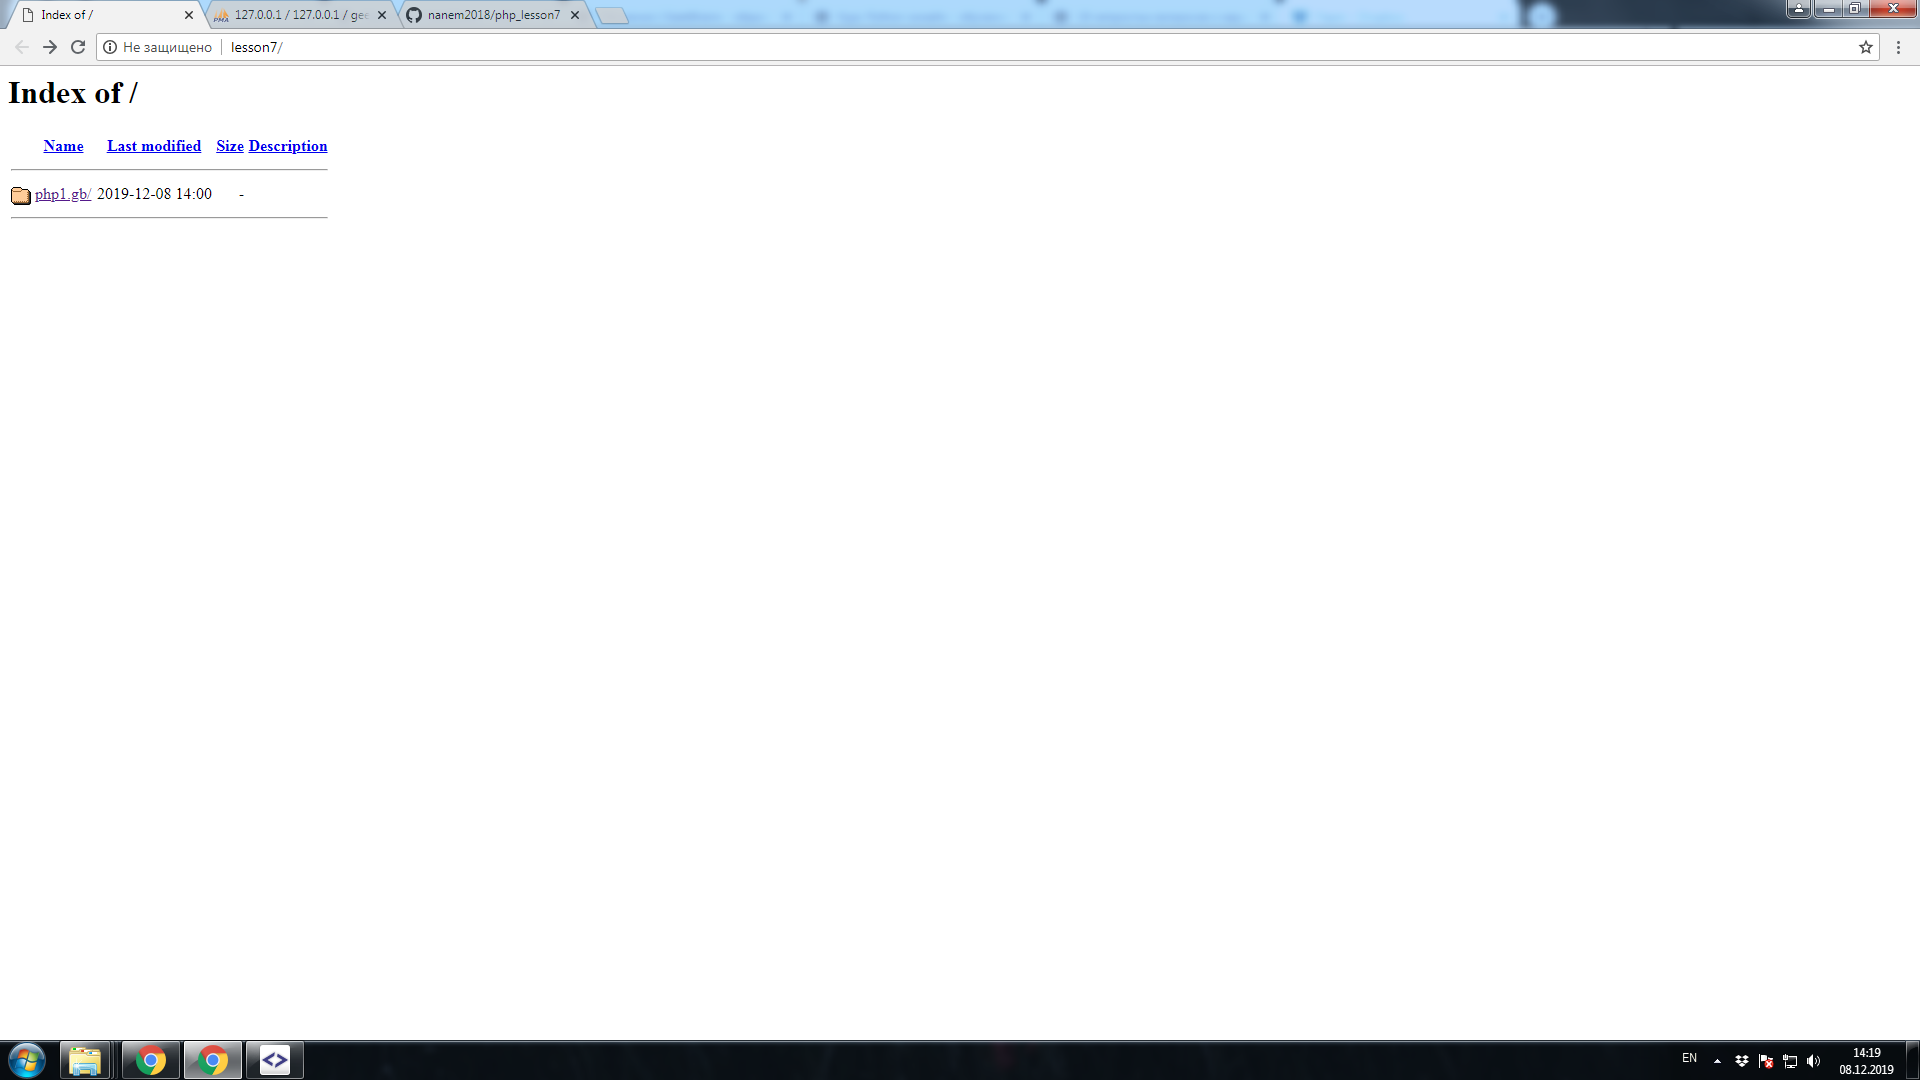 Index of /
127.0.0.1 / 127.0.0.1 / gee
nanem2018/php_lesson7
Не защищено
lesson7/
Index of /
Name Last modified Size Description
php1.gb/ 2019-12-08 14:00 -
EN
14:19
08.12.2019